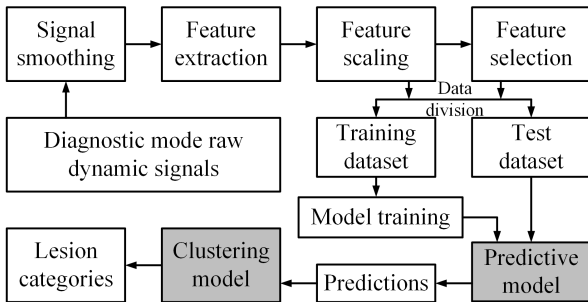 Signal
smoothing
Feature
extraction
Feature
scaling
Feature
selection
Data
division
Diagnostic mode raw
dynamic signals
Training
dataset
Test
dataset
Model training
Lesion
categories
Clustering
model
Predictions
Predictive
model